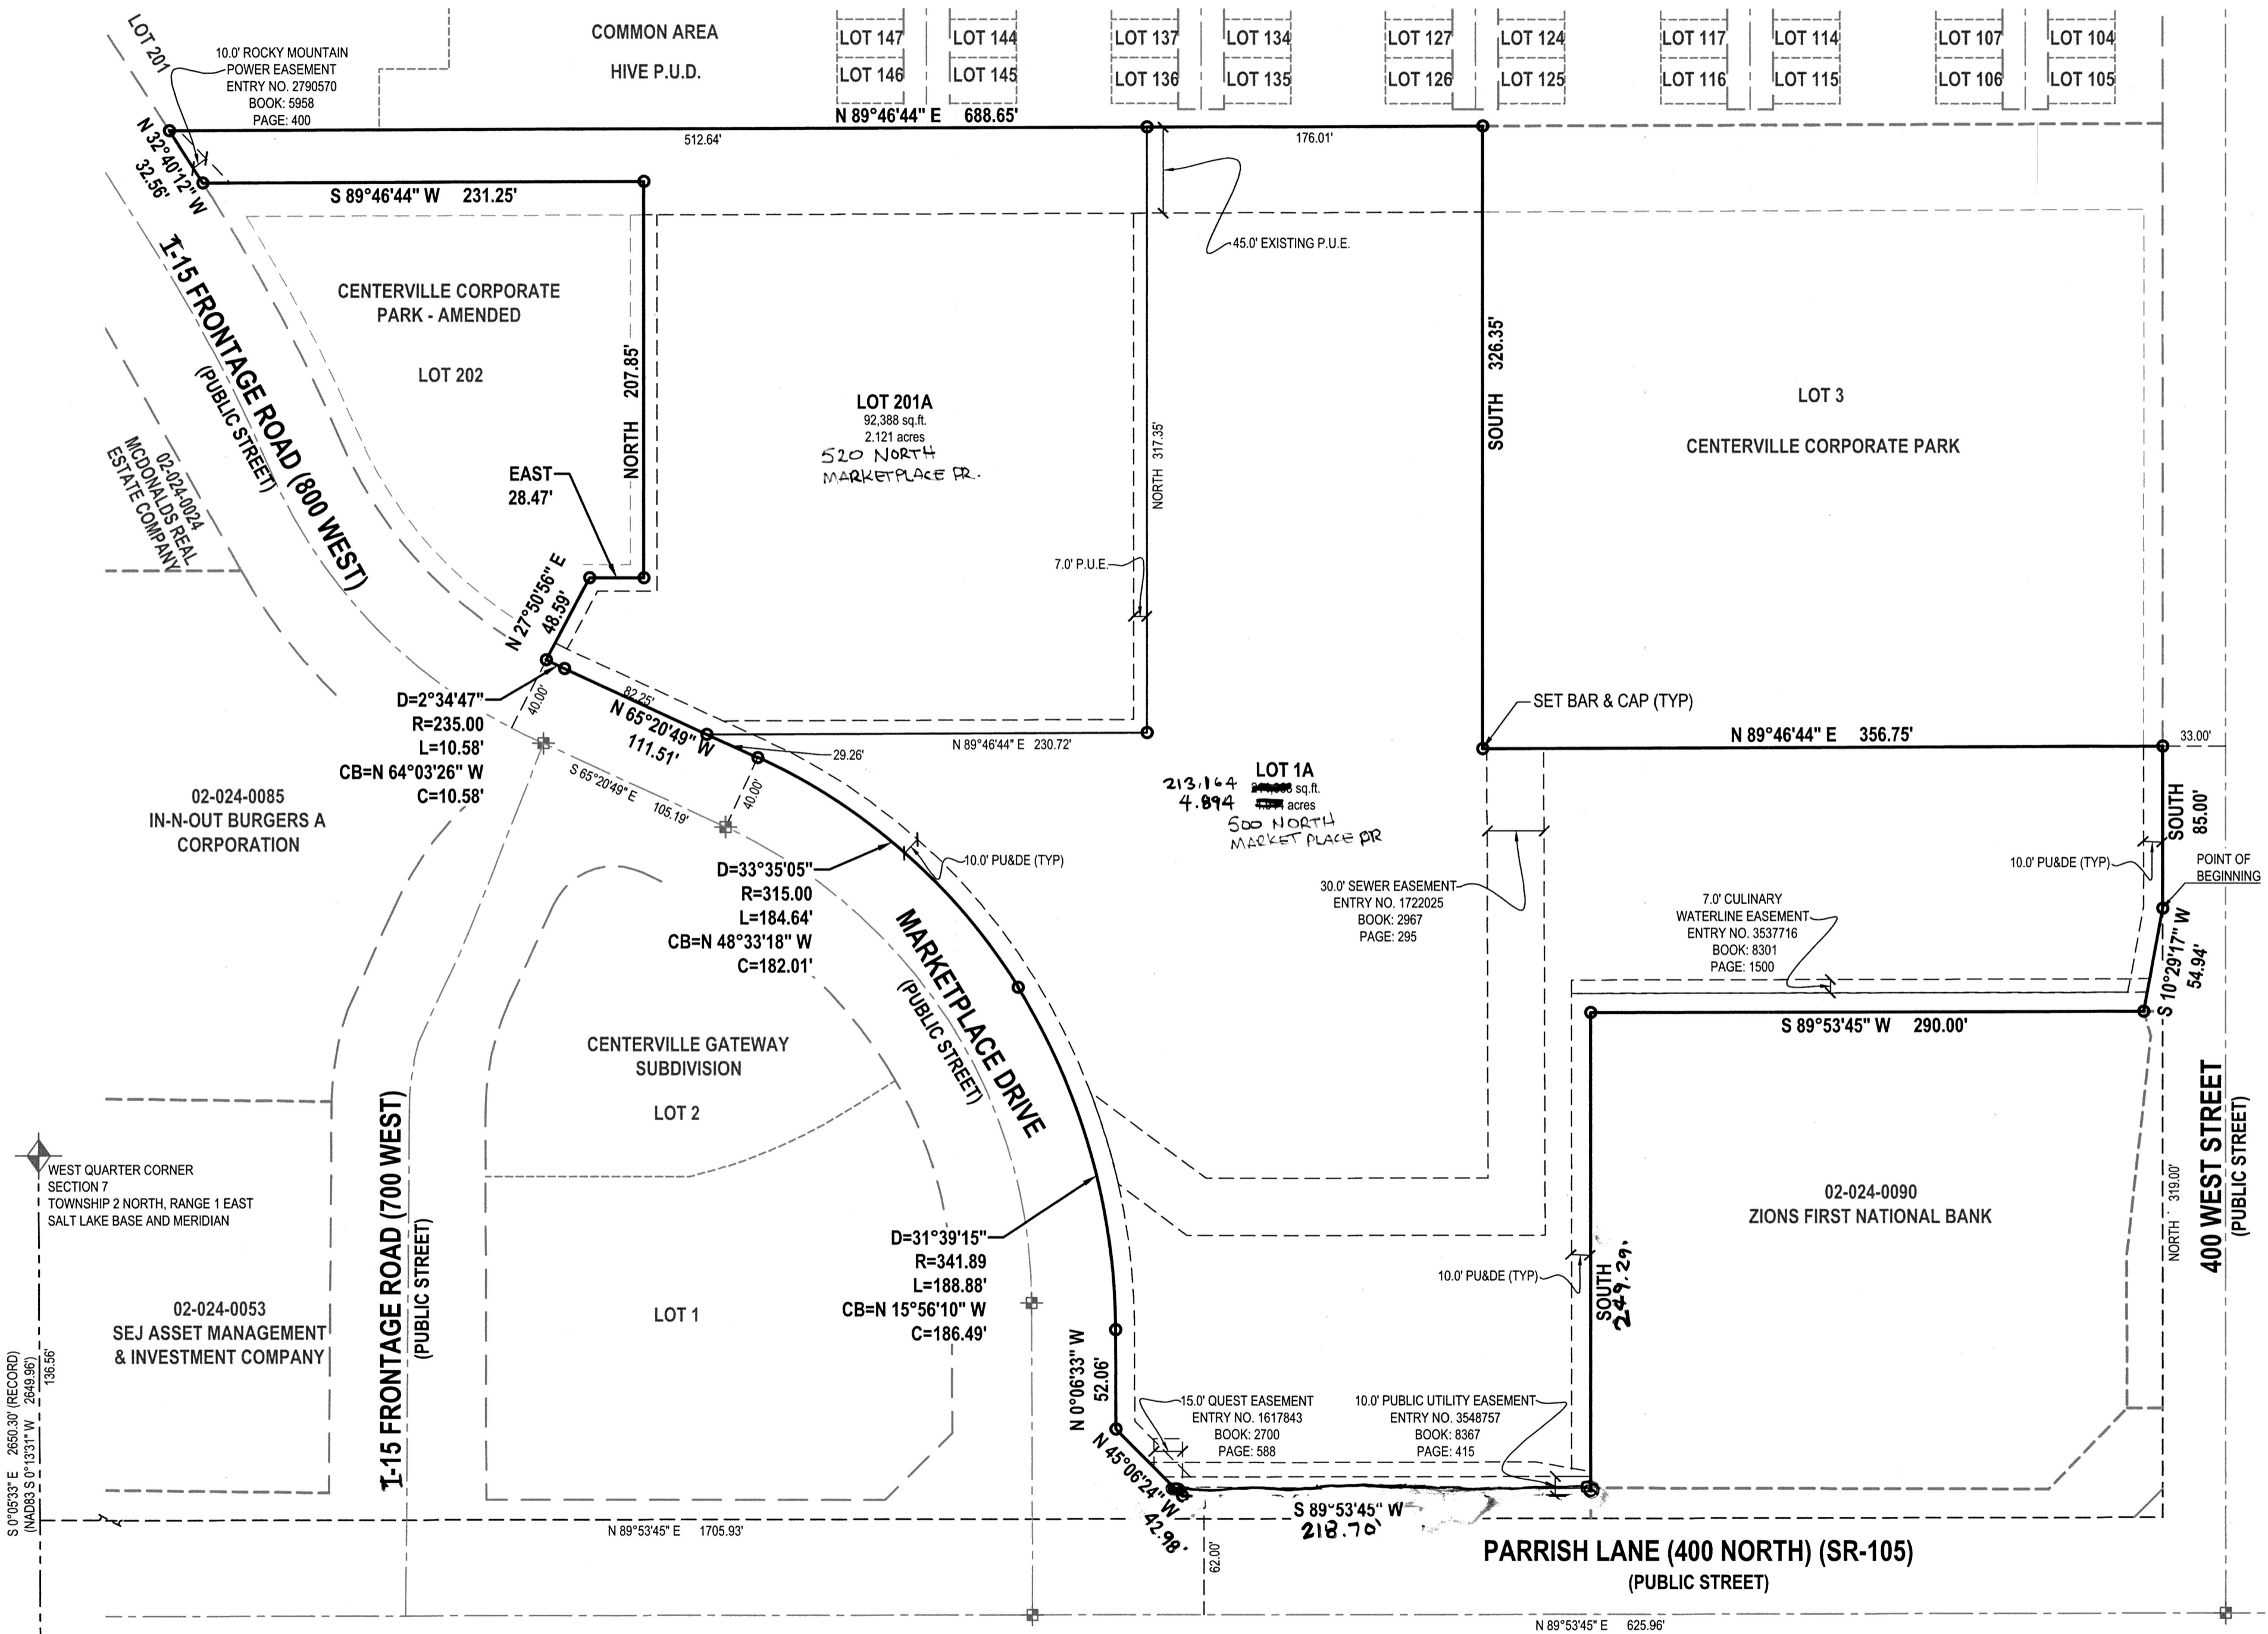 LOT 201
10.0' ROCKY MOUNTAIN
POWER EASEMENT
ENTRY NO. 2790570
BOOK: 5958
PAGE: 400
COMMON AREA
HIVE P.U.D.
LOT 147
LOT 144
LOT 137
LOT 134
LOT 127
LOT 124
LOT 117
LOT 114
LOT 107
LOT 104
LOT 146
LOT 145
LOT 136
LOT 135
LOT 126
LOT 125
LOT 116
LOT 115
LOT 106
LOT 105
N 89°46'44" E 688.65'
512.64'
176.01'
N 32°40'12" W
32.56'
S 89°46'44" W 231.25'
45.0' EXISTING P.U.E.
I-15 FRONTAGE ROAD (800 WEST)
(PUBLIC STREET)
CENTERVILLE CORPORATE
PARK - AMENDED
LOT 202
NORTH 207.85'
LOT 201A
92,388 sq.ft.
2.121 acres
520 NORTH
MARKETPLACE DR.
NORTH 317.35'
SOUTH 326.35'
LOT 3
CENTERVILLE CORPORATE PARK
02-024-0024
MCDONALDS REAL
ESTATE COMPANY
EAST
28.47'
N 27°50'56" E
48.59'
7.0' P.U.E.
D=2°34'47"
R=235.00
L=10.58'
CB=N 64°03'26" W
C=10.58'
40.00'
82.25'
N 65°20'49" W
111.51'
29.26'
N 89°46'44" E 230.72'
S 65°20'49" E 105.19'
40.00'
SET BAR & CAP (TYP)
N 89°46'44" E 356.75'
33.00'
LOT 1A
213,164 sq.ft.
4.894 acres
500 NORTH
MARKETPLACE DR
SOUTH
85.00'
02-024-0085
IN-N-OUT BURGERS A
CORPORATION
D=33°35'05"
R=315.00
L=184.64'
CB=N 48°33'18" W
C=182.01'
10.0' PU&DE (TYP)
30.0' SEWER EASEMENT
ENTRY NO. 1722025
BOOK: 2967
PAGE: 295
10.0' PU&DE (TYP)
POINT OF
BEGINNING
7.0' CULINARY
WATERLINE EASEMENT
ENTRY NO. 3537716
BOOK: 8301
PAGE: 1500
S 10°29'17" W
54.94'
S 89°53'45" W 290.00'
MARKETPLACE DRIVE
(PUBLIC STREET)
CENTERVILLE GATEWAY
SUBDIVISION
LOT 2
I-15 FRONTAGE ROAD (700 WEST)
(PUBLIC STREET)
WEST QUARTER CORNER
SECTION 7
TOWNSHIP 2 NORTH, RANGE 1 EAST
SALT LAKE BASE AND MERIDIAN
02-024-0090
ZIONS FIRST NATIONAL BANK
NORTH 319.00'
400 WEST STREET
(PUBLIC STREET)
D=31°39'15"
R=341.89
L=188.88'
CB=N 15°56'10" W
C=186.49'
10.0' PU&DE (TYP)
SOUTH
249.29'
02-024-0053
SEJ ASSET MANAGEMENT
& INVESTMENT COMPANY
LOT 1
S 0°05'33" E 2650.30' (RECORD)
(NAD83 S 0°13'31" W 2649.96')
136.56'
N 0°06'33" W
52.06'
15.0' QUEST EASEMENT
ENTRY NO. 1617843
BOOK: 2700
PAGE: 588
10.0' PUBLIC UTILITY EASEMENT
ENTRY NO. 3548757
BOOK: 8367
PAGE: 415
N 45°06'24" W
42.98'
S 89°53'45" W
218.70'
N 89°53'45" E 1705.93'
62.00'
PARRISH LANE (400 NORTH) (SR-105)
(PUBLIC STREET)
N 89°53'45" E 625.96'